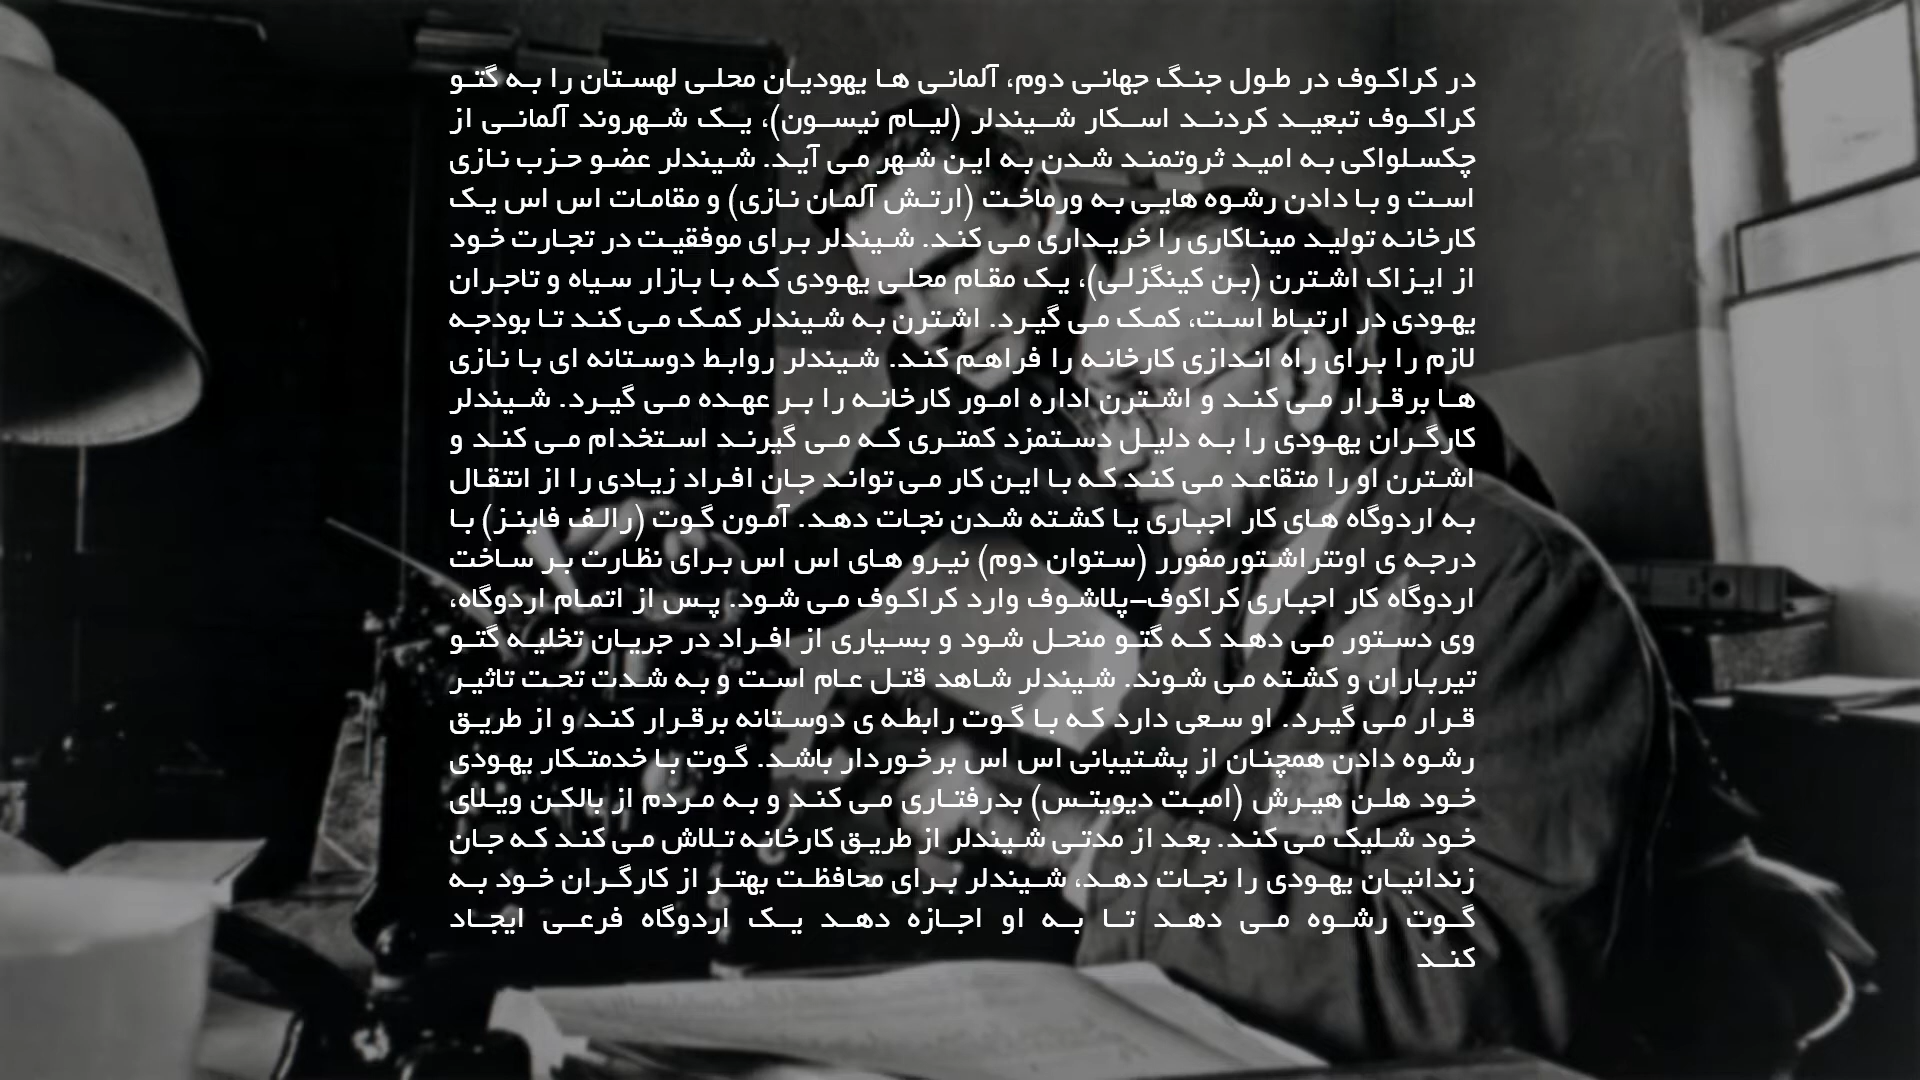 در کراکوف در طول جنگ جهانی دوم، آلمانی ها یهودیان محلی لهستان را به گتو
کراکوف تبعید کردند اسکار شیندلر (لیام نیسون)، یک شهروند آلمانی از
چکسلواکی به امید ثروتمند شدن به این شهر می آید. شیندلر عضو حزب نازی
است و با دادن رشوه هایی به ورماخت (ارتش آلمان نازی) و مقامات اس اس یک
کارخانه تولید میناکاری را خریداری می کند. شیندلر برای موفقیت در تجارت خود
از ایزاک اشترن (بن کینگزلی)، یک مقام محلی یهودی که با بازار سیاه و تاجران
یهودی در ارتباط است، کمک می گیرد. اشترن به شیندلر کمک می کند تا بودجه
لازم را برای راه اندازی کارخانه را فراهم کند. شیندلر روابط دوستانه ای با نازی
ها برقرار می کند و اشترن اداره امور کارخانه را بر عهده می گیرد. شیندلر
کارگران یهودی را به دلیل دستمزد کمتری که می گیرند استخدام می کند و
اشترن او را متقاعد می کند که با این کار می تواند جان افراد زیادی را از انتقال
به اردوگاه های کار اجباری یا کشته شدن نجات دهد. آمون گوت (رالف فاینز) با
درجه ی اونتراشتورمفورر (ستوان دوم) نیرو های اس اس برای نظارت بر ساخت
اردوگاه کار اجباری کراکوف–پلاشوف وارد کراکوف می شود. پس از اتمام اردوگاه،
وی دستور می دهد که گتو منحل شود و بسیاری از افراد در جریان تخلیه گتو
تیرباران و کشته می شوند. شیندلر شاهد قتل عام است و به شدت تحت تاثیر
قرار می گیرد. او سعی دارد که با گوت رابطه ی دوستانه برقرار کند و از طریق
رشوه دادن همچنان از پشتیبانی اس اس برخوردار باشد. گوت با خدمتکار یهودی
خود هلن هیرش (امبت دیویتس) بدرفتاری می کند و به مردم از بالکن ویلای
خود شلیک می کند. بعد از مدتی شیندلر از طریق کارخانه تلاش می کند که جان
زندانیان یهودی را نجات دهد، شیندلر برای محافظت بهتر از کارگران خود به
گوت رشوه می دهد تا به او اجازه دهد یک اردوگاه فرعی ایجاد
کند